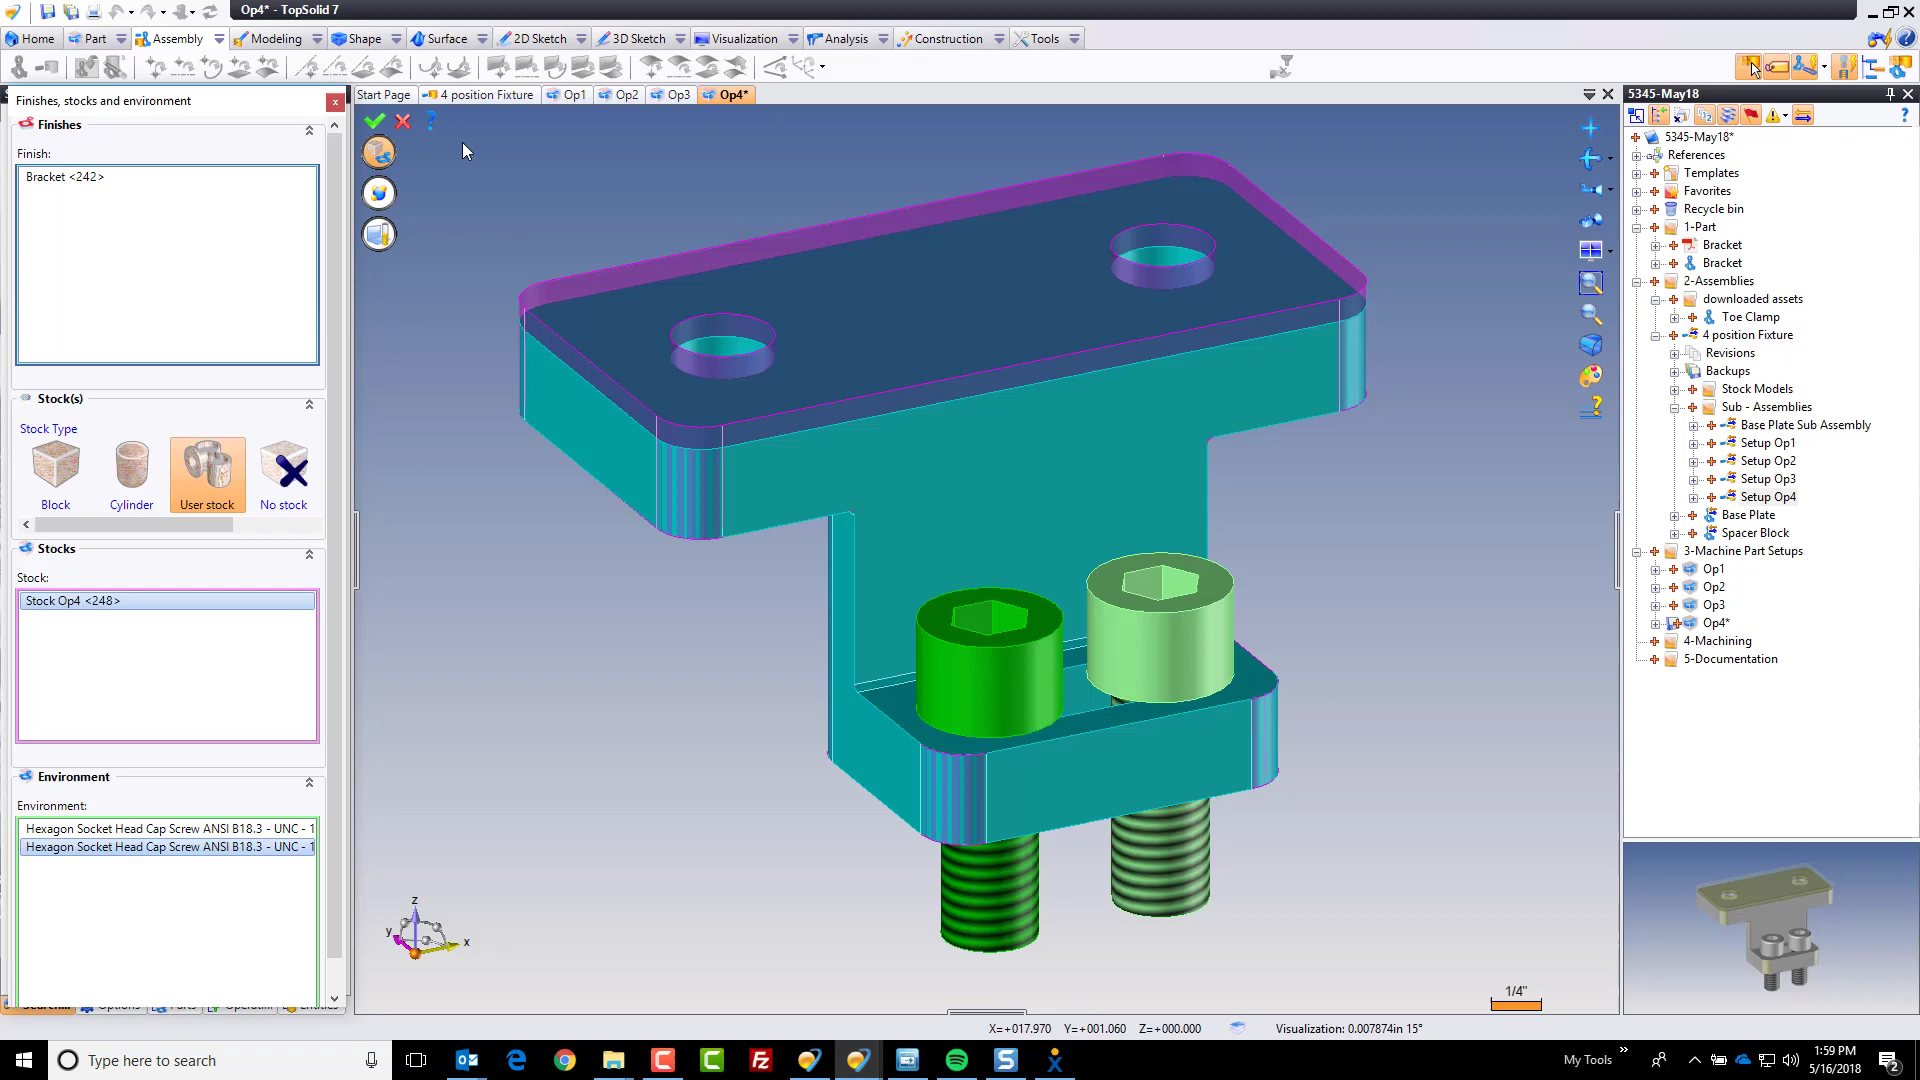 Op4* - TopSolid 7
Home Part Assembly Modeling Shape Surface 2D Sketch 3D Sketch Visualization Analysis Construction Tools
Finishes, stocks and environment
Start Page 4 position Fixture Op1 Op2 Op3 Op4*
5345-May18
Finishes
Finish:
Bracket <242>
Stock(s)
Stock Type
Block Cylinder User stock No stock
Stocks
Stock:
Stock Op4 <248>
Environment
Environment:
Hexagon Socket Head Cap Screw ANSI B18.3 - UNC - 1
Hexagon Socket Head Cap Screw ANSI B18.3 - UNC - 1
5345-May18*
References
Templates
Favorites
Recycle bin
1-Part
Bracket
Bracket
2-Assemblies
downloaded assets
Toe Clamp
4 position Fixture
Revisions
Backups
Stock Models
Sub - Assemblies
Base Plate Sub Assembly
Setup Op1
Setup Op2
Setup Op3
Setup Op4
Base Plate
Spacer Block
3-Machine Part Setups
Op1
Op2
Op3
Op4*
4-Machining
5-Documentation
z
y
x
1/4"
X=+017.970 Y=+001.060 Z=+000.000 Visualization: 0.007874in 15°
Type here to search
My Tools
1:59 PM
5/16/2018
2